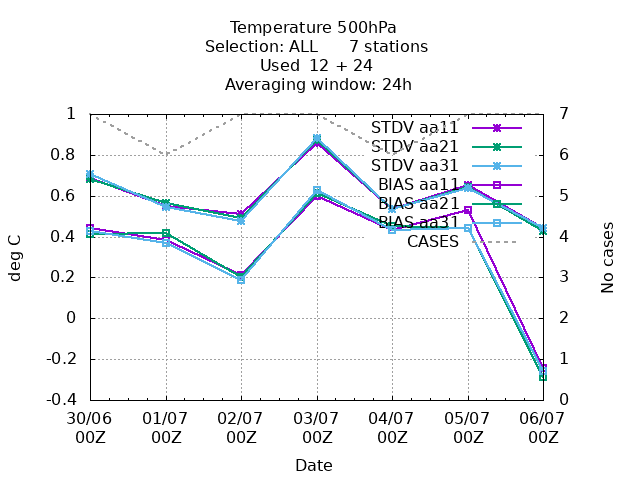 Temperature 500hPa
Selection: ALL 7 stations
Used 12 + 24
Averaging window: 24h
1 7
0.8 6
0.6 5
0.4 4
0.2 3
0 2
-0.2 1
-0.4 0
deg C
No cases
STDV aa11
STDV aa21
STDV aa31
BIAS aa11
BIAS aa21
BIAS aa31
CASES
30/06 01/07 02/07 03/07 04/07 05/07 06/07
00Z 00Z 00Z 00Z 00Z 00Z 00Z
Date